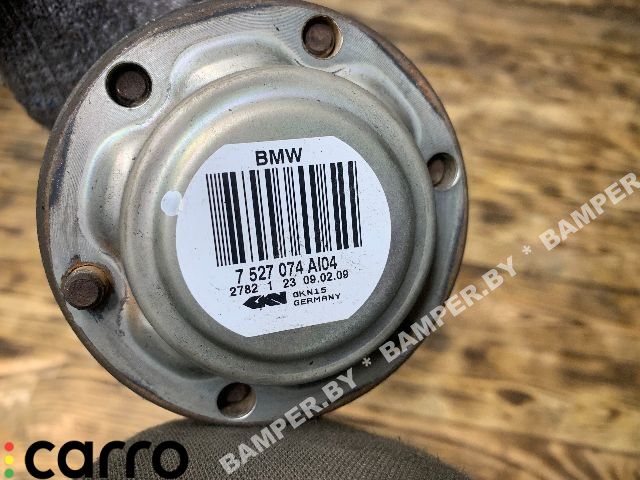 BMW
7 527 074 AI04
2782 1 23 09.02.09
GKN GKN15
GERMANY
BAMPER.BY * BAMPER.BY * BAMPER.BY
carro